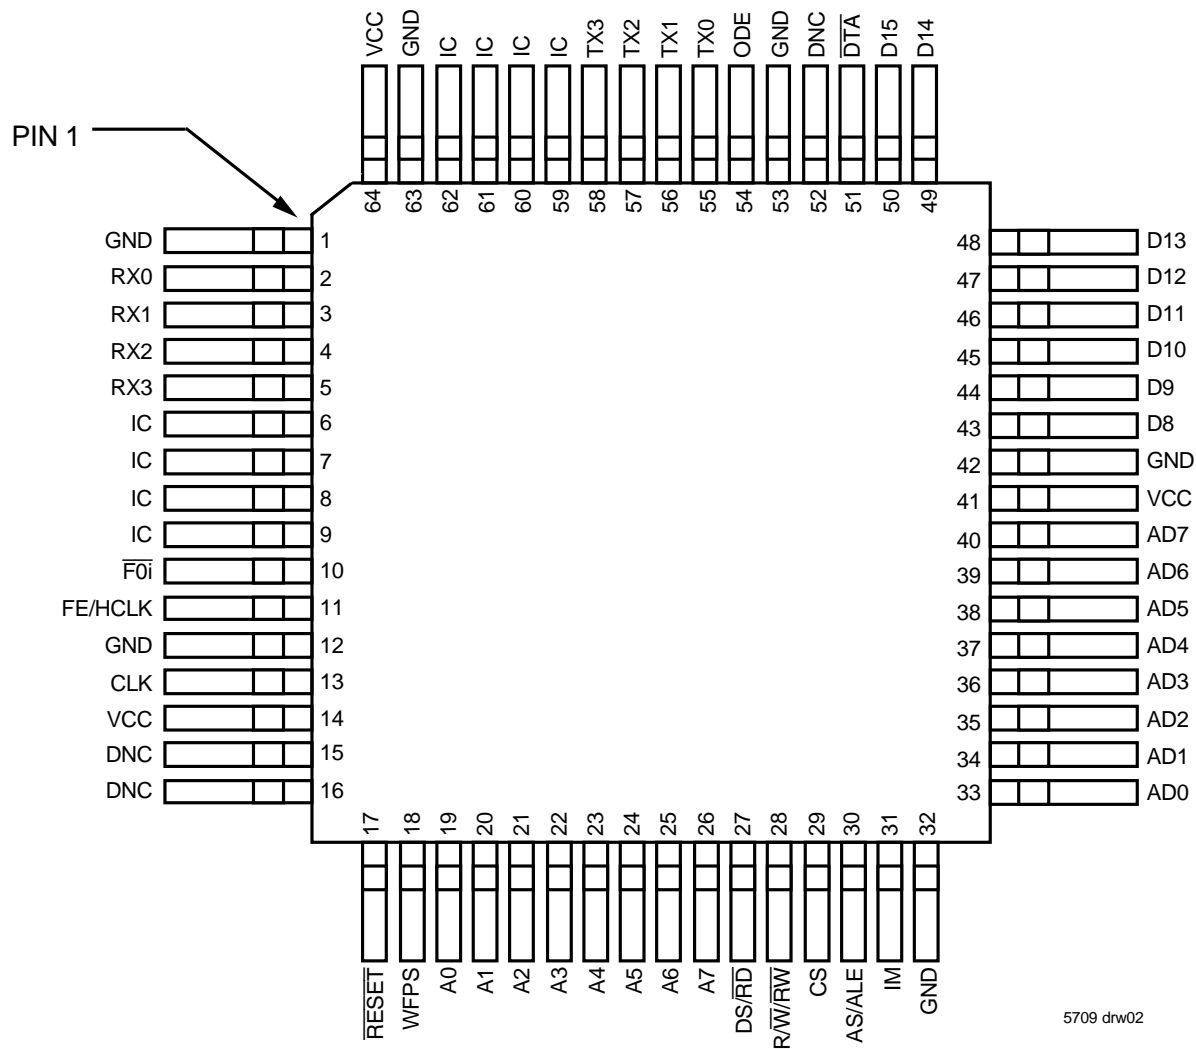 VCC
GND
IC
IC
IC
IC
TX3
TX2
TX1
TX0
ODE
GND
DNC
D̅T̅A̅
D15
D14
PIN 1
64 63 62 61 60 59 58 57 56 55 54 53 52 51 50 49
GND 1
RX0 2
RX1 3
RX2 4
RX3 5
IC 6
IC 7
IC 8
IC 9
F̅0̅i̅ 10
FE/HCLK 11
GND 12
CLK 13
VCC 14
DNC 15
DNC 16
48 D13
47 D12
46 D11
45 D10
44 D9
43 D8
42 GND
41 VCC
40 AD7
39 AD6
38 AD5
37 AD4
36 AD3
35 AD2
34 AD1
33 AD0
17 18 19 20 21 22 23 24 25 26 27 28 29 30 31 32
R̅E̅S̅E̅T̅
WFPS
A0
A1
A2
A3
A4
A5
A6
A7
DS/R̅D̅
R/W̅/R̅W̅
CS
AS/ALE
IM
GND
5709 drw02